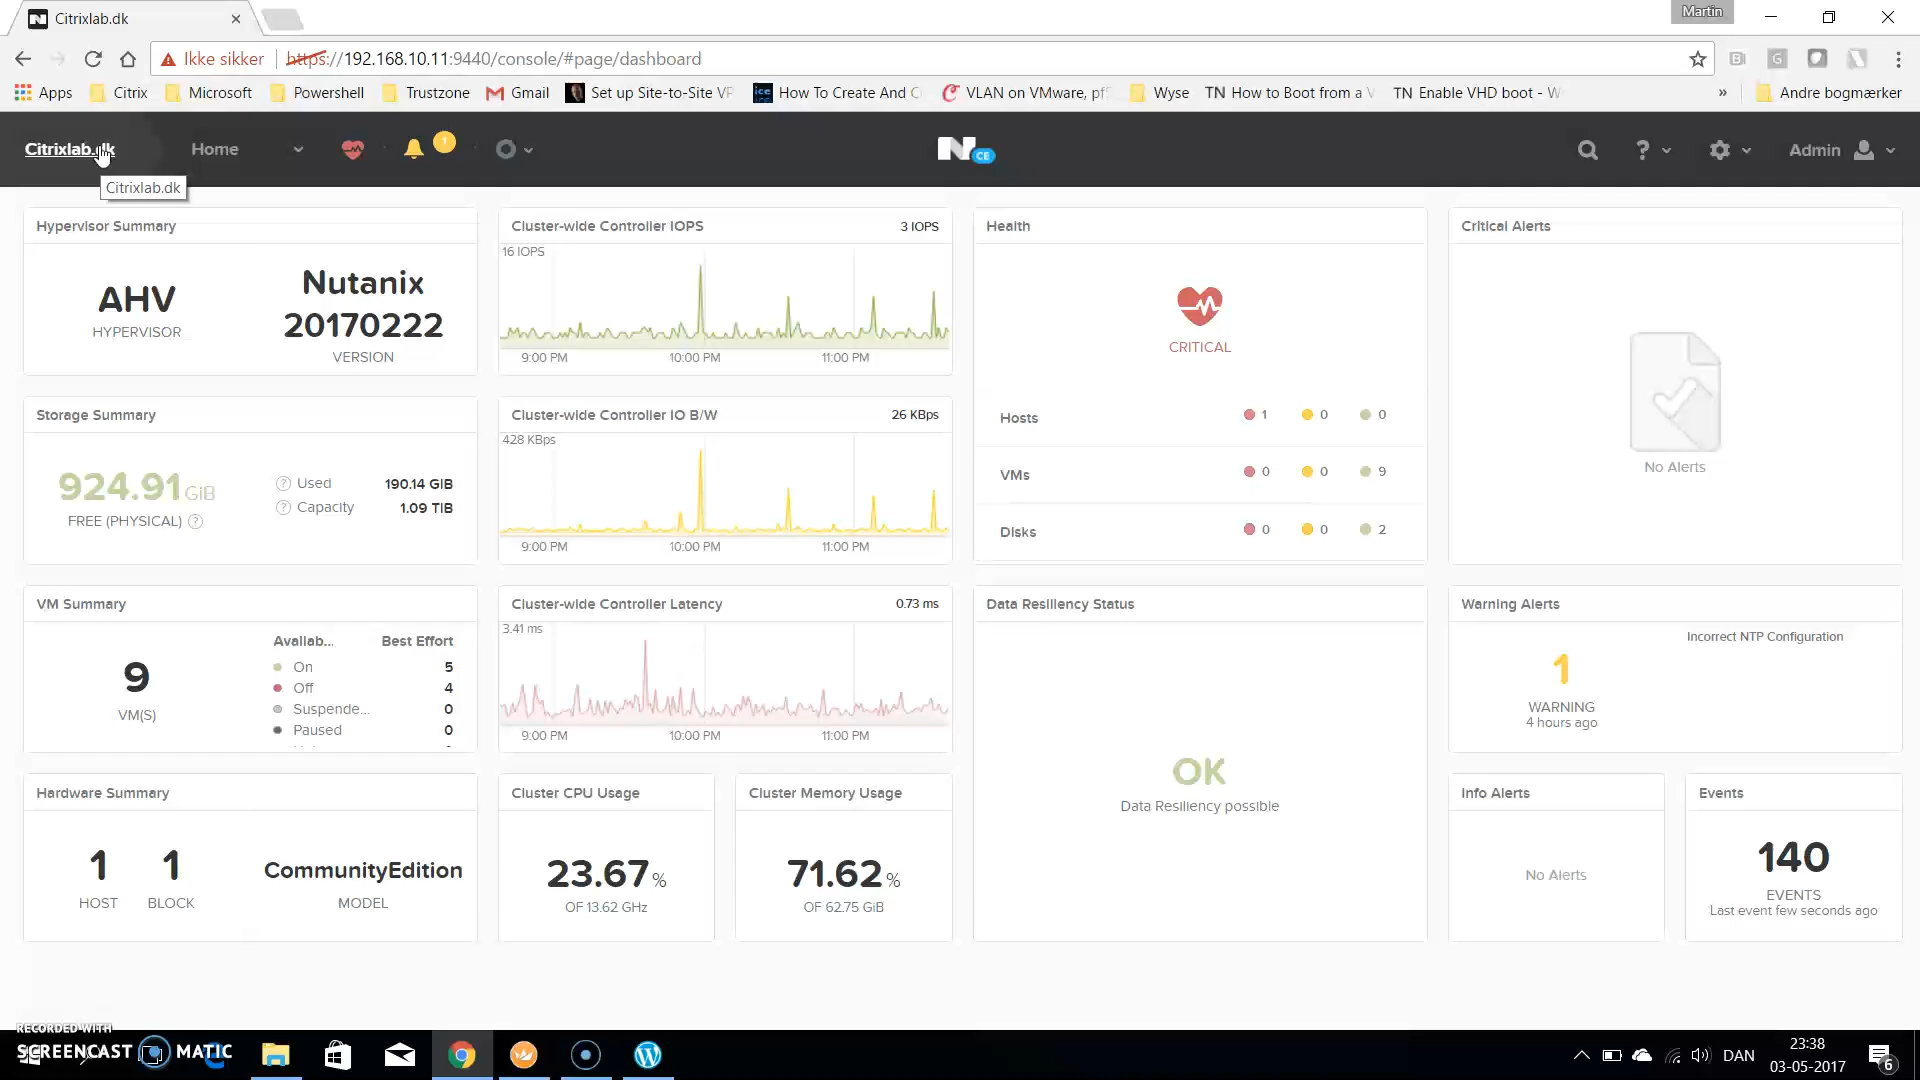 Citrixlab.dk
Martin
Ikke sikker
https://192.168.10.11:9440/console/#page/dashboard
Apps
Citrix
Microsoft
Powershell
Trustzone
Gmail
Set up Site-to-Site VP
How To Create And C
VLAN on VMware, pfS
Wyse
TN How to Boot from a V
TN Enable VHD boot - W
»
Andre bogmærker
Citrixlab.dk
Home
1
N
CE
?
Admin
Citrixlab.dk
Hypervisor Summary
AHV
HYPERVISOR
Nutanix
20170222
VERSION
Cluster-wide Controller IOPS
3 IOPS
16 IOPS
9:00 PM
10:00 PM
11:00 PM
Health
CRITICAL
Hosts
1
0
0
VMs
0
0
9
Disks
0
0
2
Critical Alerts
No Alerts
Storage Summary
924.91 GiB
FREE (PHYSICAL) ?
? Used
190.14 GIB
? Capacity
1.09 TIB
Cluster-wide Controller IO B/W
26 KBps
428 KBps
9:00 PM
10:00 PM
11:00 PM
VM Summary
9
VM(S)
Availab...
Best Effort
On
5
Off
4
Suspende...
0
Paused
0
Cluster-wide Controller Latency
0.73 ms
3.41 ms
9:00 PM
10:00 PM
11:00 PM
Data Resiliency Status
OK
Data Resiliency possible
Warning Alerts
Incorrect NTP Configuration
1
WARNING
4 hours ago
Hardware Summary
1
HOST
1
BLOCK
CommunityEdition
MODEL
Cluster CPU Usage
23.67 %
OF 13.62 GHz
Cluster Memory Usage
71.62 %
OF 62.75 GiB
Info Alerts
No Alerts
Events
140
EVENTS
Last event few seconds ago
RECORDED WITH
SCREENCAST MATIC
DAN
23:38
03-05-2017
6